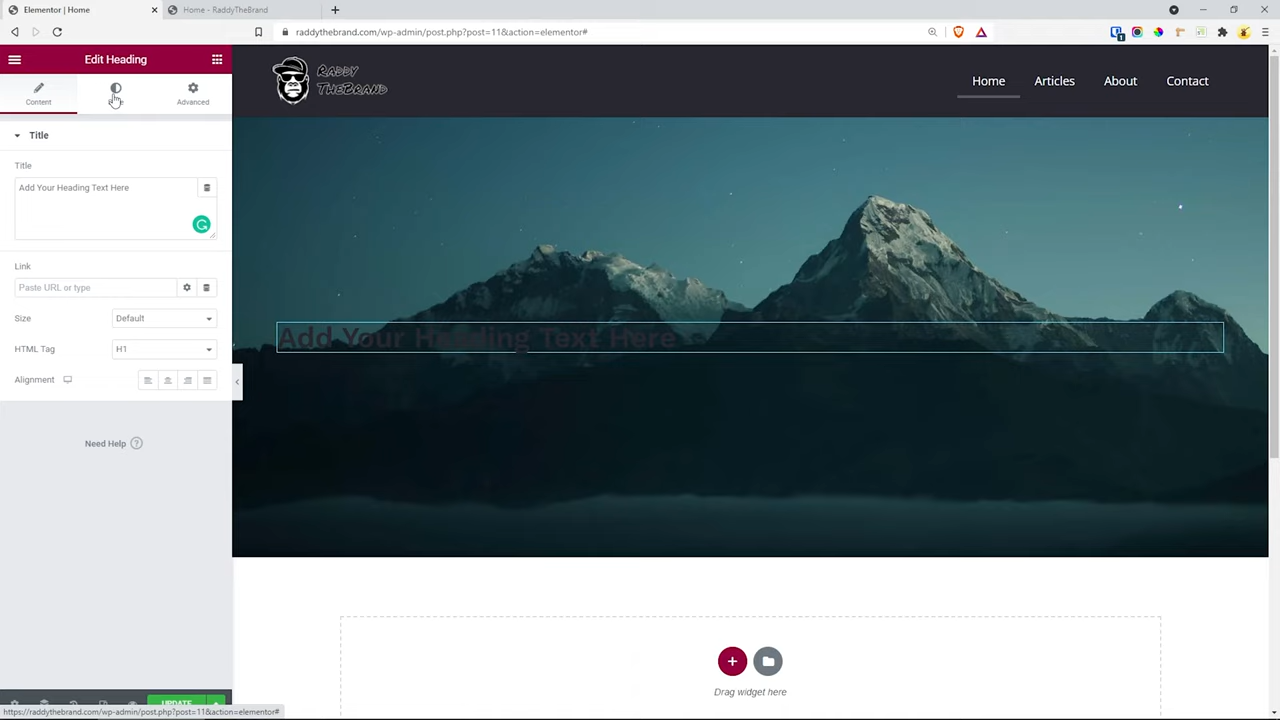 Elementor | Home
Home - RaddyTheBrand
raddythebrand.com/wp-admin/post.php?post=11&action=elementor#
Edit Heading
Content
Advanced
Title
Title
Add Your Heading Text Here
Link
Paste URL or type
Size
Default
HTML Tag
H1
Alignment
Need Help
UPDATE
https://raddythebrand.com/wp-admin/post.php?post=11&action=elementor#
Raddy
TheBrand
Home
Articles
About
Contact
Add Your Heading Text Here
Drag widget here